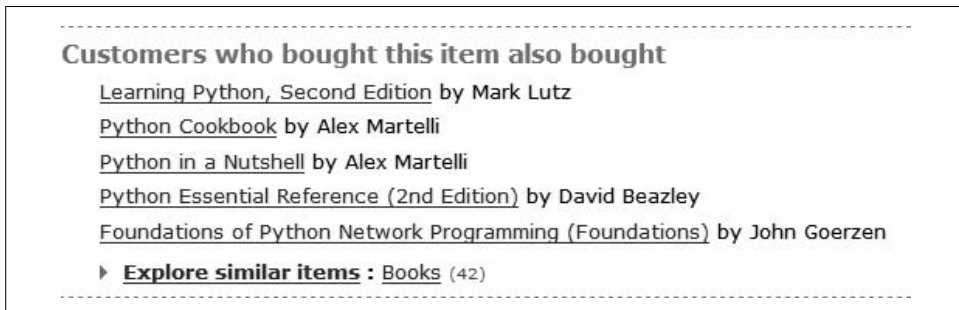 Customers who bought this item also bought
Learning Python, Second Edition by Mark Lutz
Python Cookbook by Alex Martelli
Python in a Nutshell by Alex Martelli
Python Essential Reference (2nd Edition) by David Beazley
Foundations of Python Network Programming (Foundations) by John Goerzen
Explore similar items : Books (42)